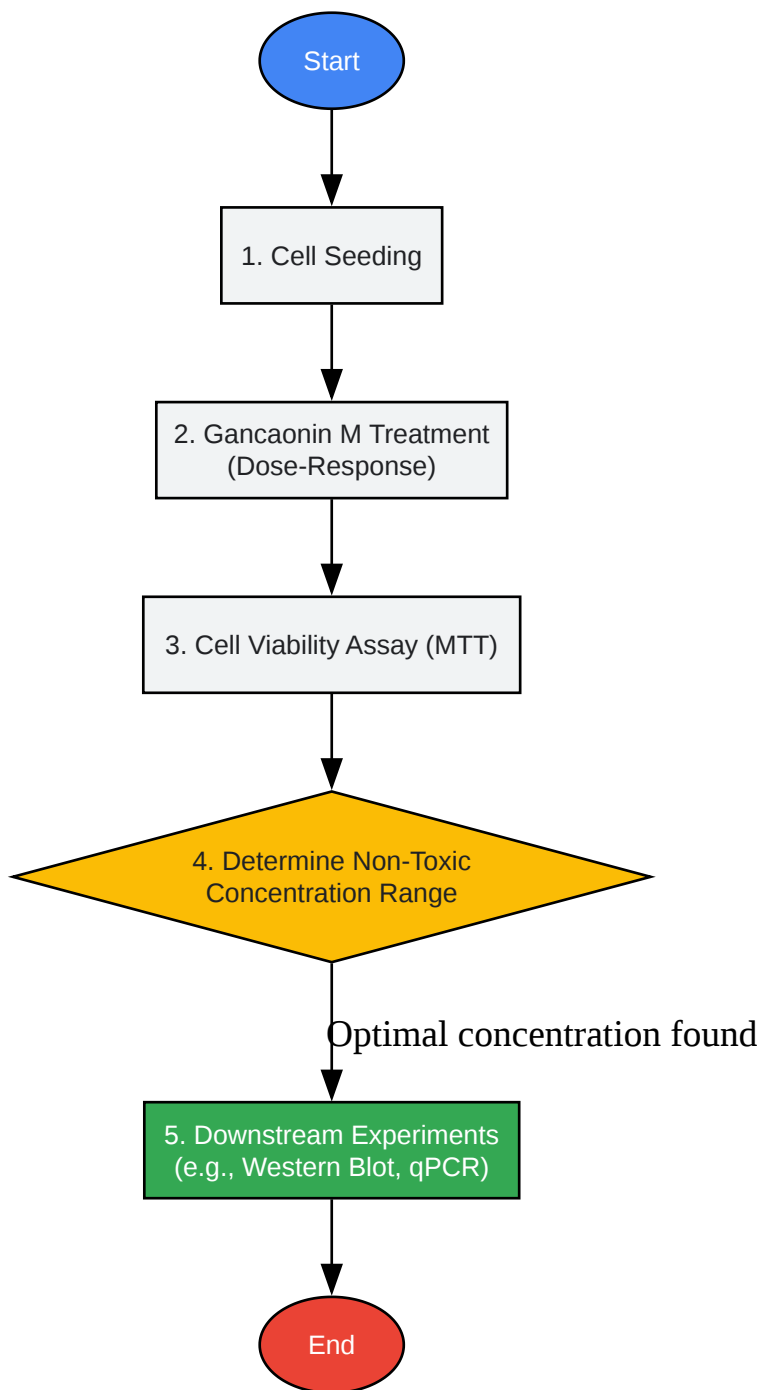 Start
1. Cell Seeding
2. Gancaonin M Treatment
(Dose-Response)
3. Cell Viability Assay (MTT)
4. Determine Non-Toxic
Concentration Range
Optimal concentration found
5. Downstream Experiments
(e.g., Western Blot, qPCR)
End